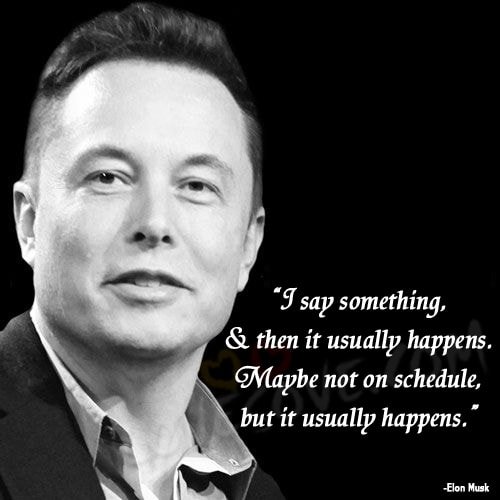 “I say something,
& then it usually happens.
Maybe not on schedule,
but it usually happens.”
-Elon Musk